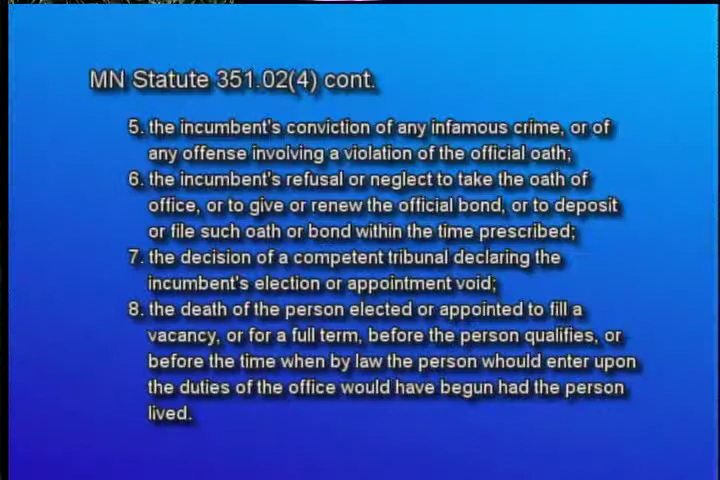 MN Statute 351.02(4) cont.
5. the incumbent's conviction of any infamous crime, or of
any offense involving a violation of the official oath;
6. the incumbent's refusal or neglect to take the oath of
office, or to give or renew the official bond, or to deposit
or file such oath or bond within the time prescribed;
7. the decision of a competent tribunal declaring the
incumbent's election or appointment void;
8. the death of the person elected or appointed to fill a
vacancy, or for a full term, before the person qualifies, or
before the time when by law the person whould enter upon
the duties of the office would have begun had the person
lived.